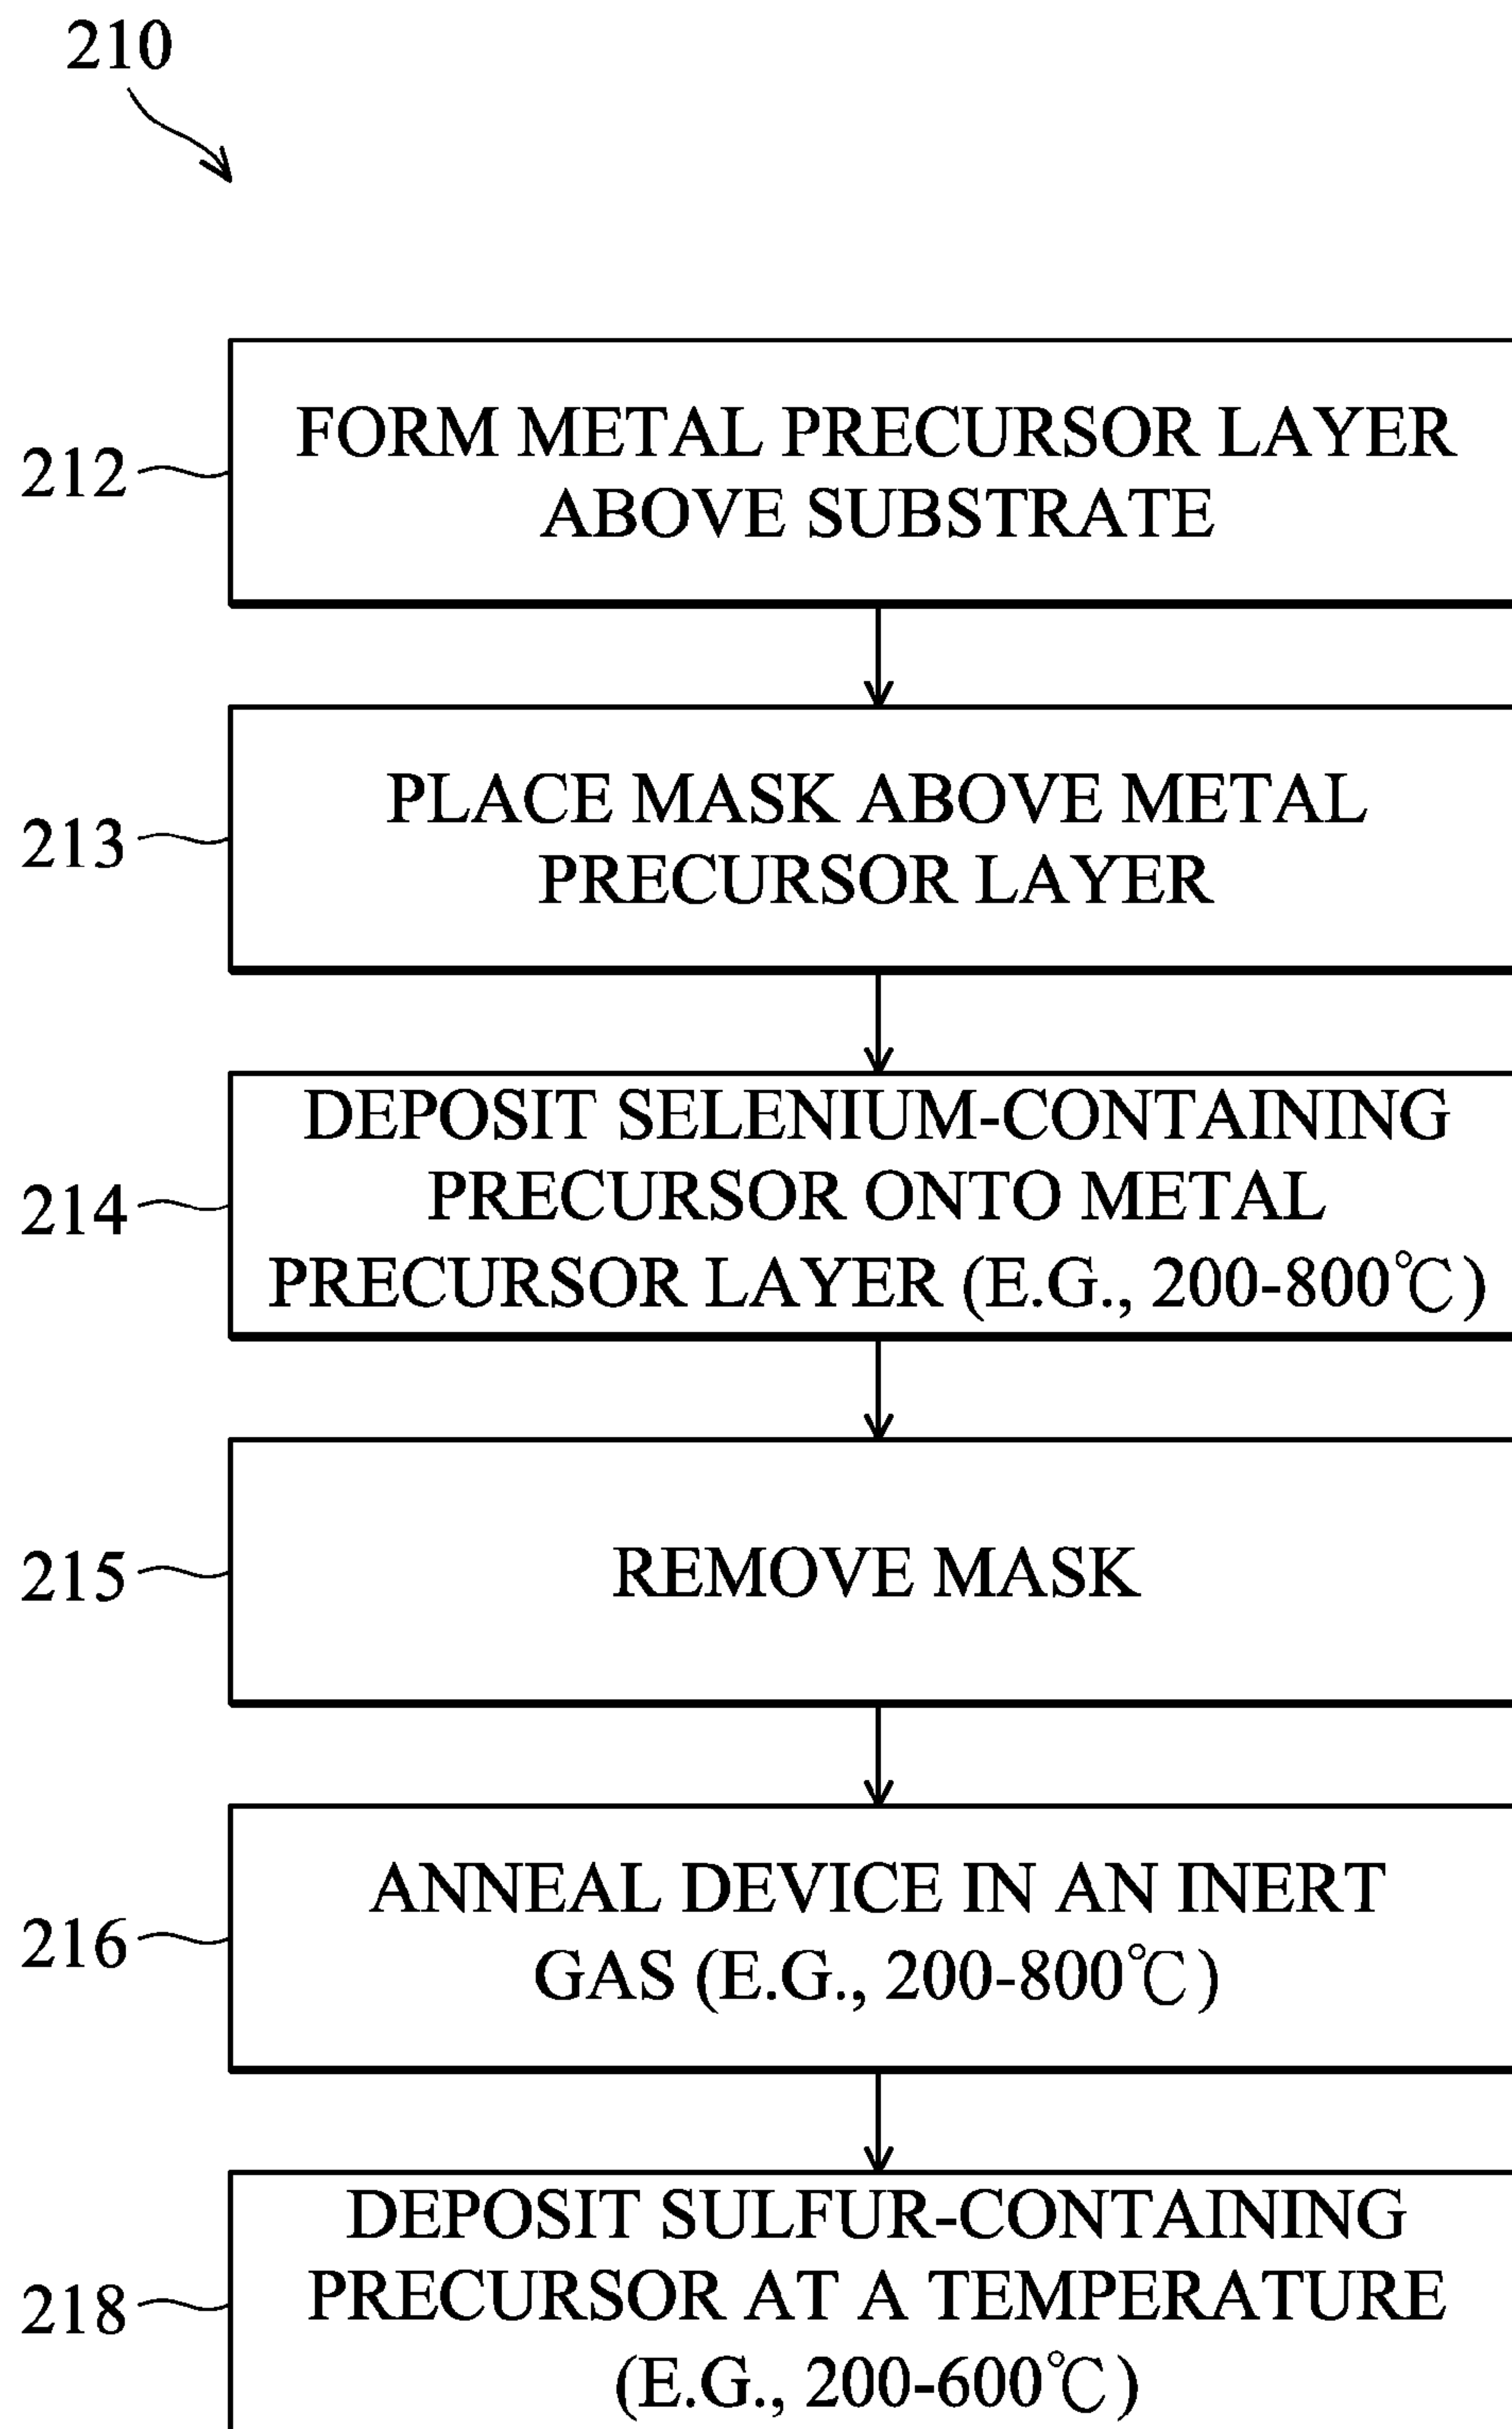 210
212
FORM METAL PRECURSOR LAYER
ABOVE SUBSTRATE
213
PLACE MASK ABOVE METAL
PRECURSOR LAYER
214
DEPOSIT SELENIUM-CONTAINING
PRECURSOR ONTO METAL
PRECURSOR LAYER (E.G., 200-800℃)
215
REMOVE MASK
216
ANNEAL DEVICE IN AN INERT
GAS (E.G., 200-800℃)
218
DEPOSIT SULFUR-CONTAINING
PRECURSOR AT A TEMPERATURE
(E.G., 200-600℃)